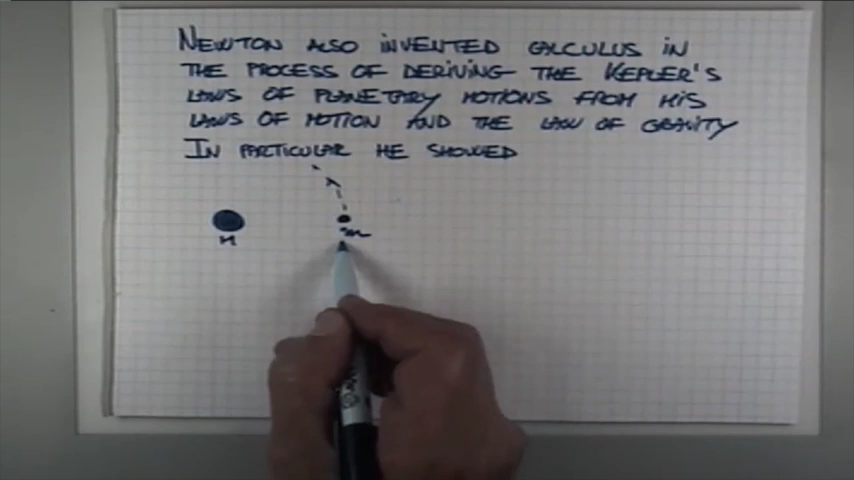 NEWTON ALSO INVENTED CALCULUS IN
THE PROCESS OF DERIVING THE KEPLER'S
LAWS OF PLANETARY MOTIONS FROM HIS
LAWS OF MOTION AND THE LAW OF GRAVITY
IN PARTICULAR HE SHOWED
M m